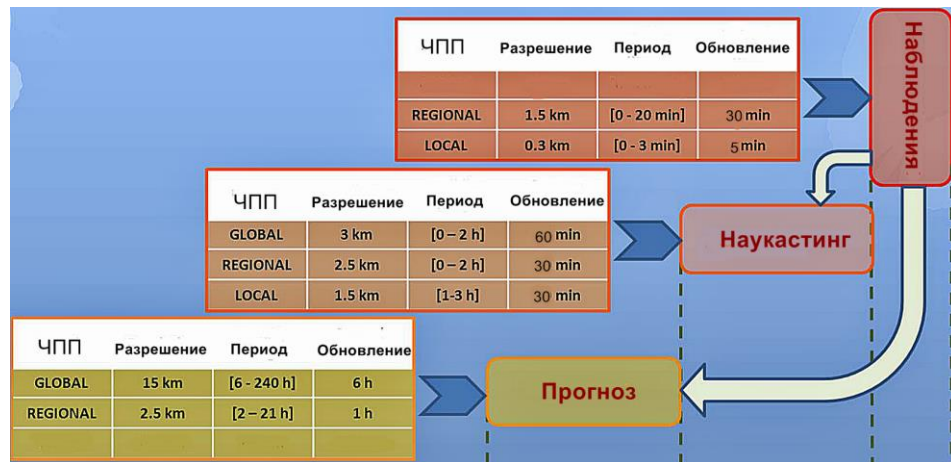 ЧПП Разрешение Период Обновление
REGIONAL 1.5 km [0 - 20 min] 30 min
LOCAL 0.3 km [0 - 3 min] 5 min
Наблюдения
ЧПП Разрешение Период Обновление
GLOBAL 3 km [0 – 2 h] 60 min
REGIONAL 2.5 km [0 – 2 h] 30 min
LOCAL 1.5 km [1-3 h] 30 min
Наукастинг
ЧПП Разрешение Период Обновление
GLOBAL 15 km [6 - 240 h] 6 h
REGIONAL 2.5 km [2 – 21 h] 1 h
Прогноз